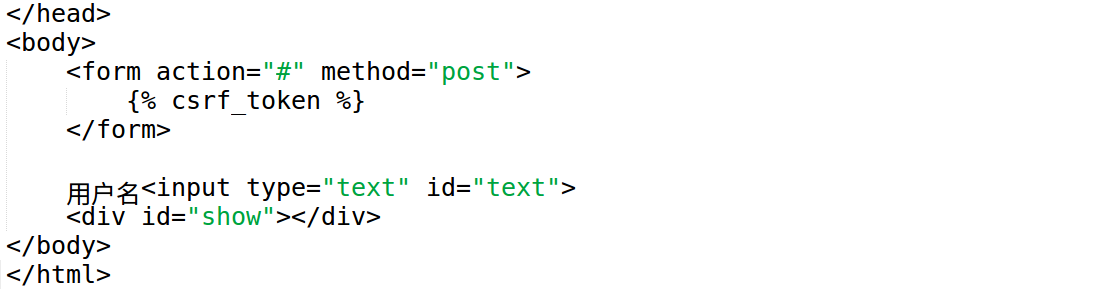 </head>
<body>
    <form action="#" method="post">
        {% csrf_token %}
    </form>

    用户名<input type="text" id="text">
    <div id="show"></div>
</body>
</html>